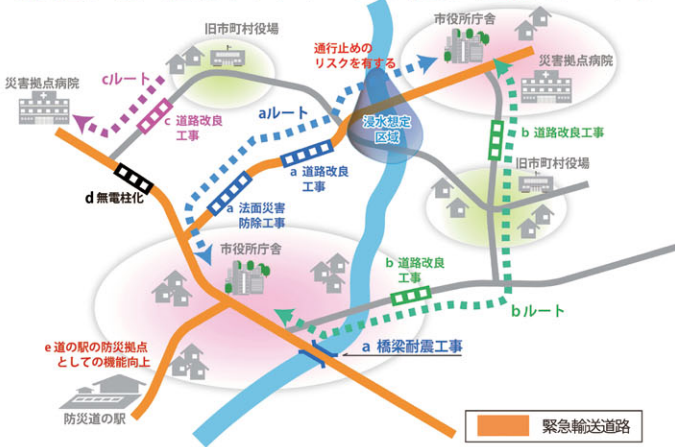 旧市町村役場
市役所庁舎
通行止めの
リスクを有する
災害拠点病院
災害拠点病院
cルート
aルート
c 道路改良
工事
浸水想定
区域
b 道路改良工事
a 道路改良
工事
旧市町村役場
d 無電柱化
a 法面災害
防除工事
市役所庁舎
b 道路改良
工事
bルート
e 道の駅の防災拠点
としての機能向上
a 橋梁耐震工事
防災道の駅
緊急輸送道路